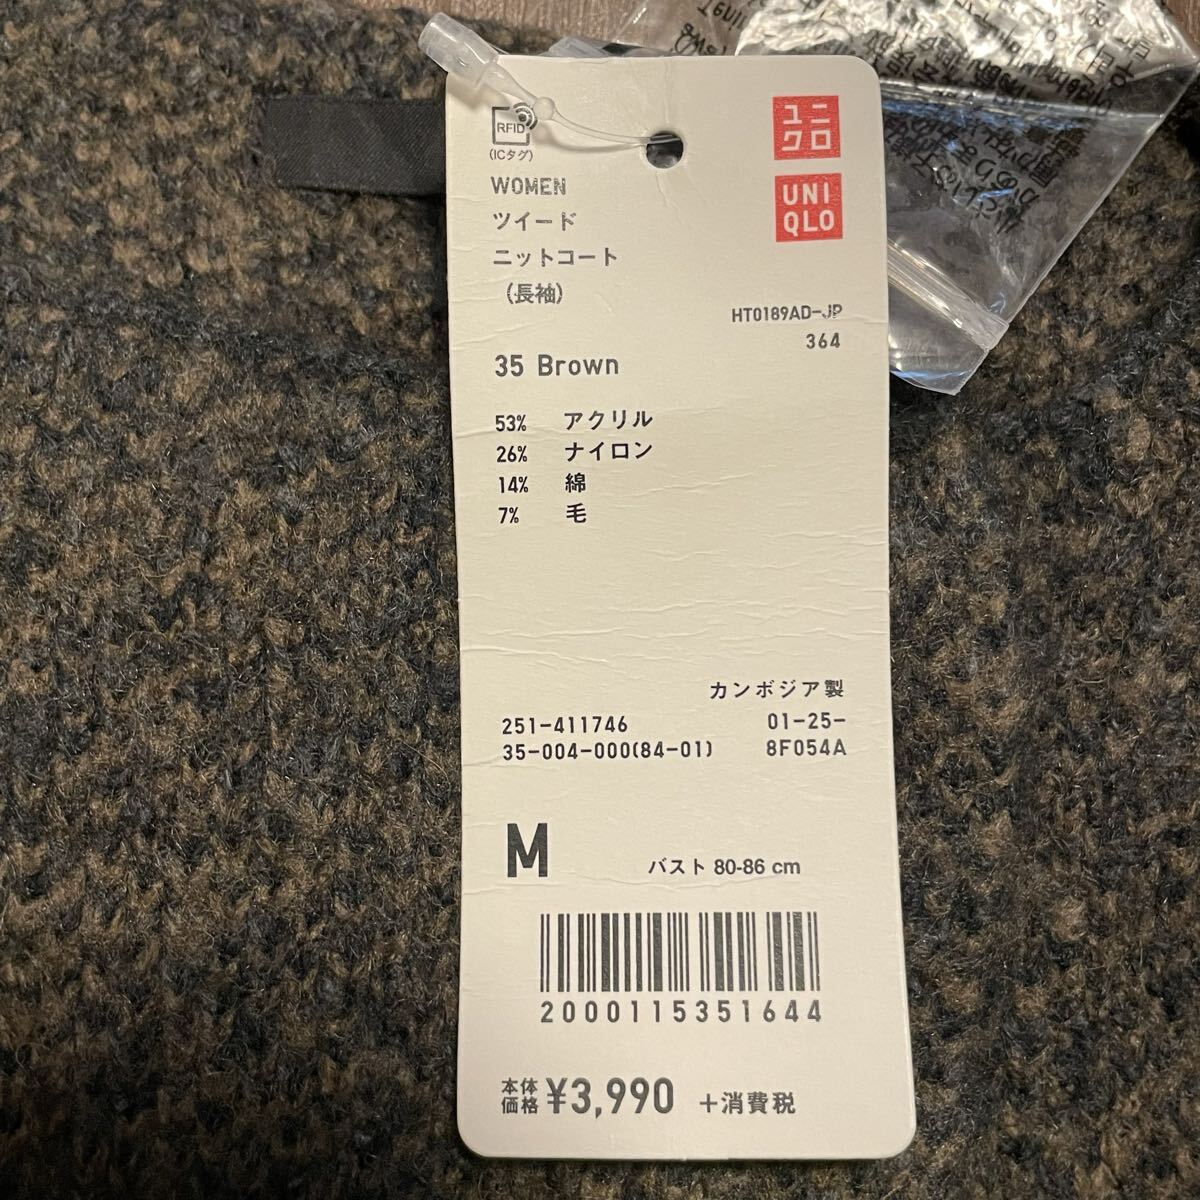 RFID
(ICタグ)
WOMEN
ツイード
ニットコート
(長袖)
ユニ
クロ
UNI
QLO
HT0189AD-JP
364
35 Brown
53% アクリル
26% ナイロン
14% 綿
7% 毛
カンボジア製
251-411746 01-25-
35-004-000(84-01) 8F054A
M バスト 80-86 cm
2000115351644
本体価格 ¥3,990 +消費税